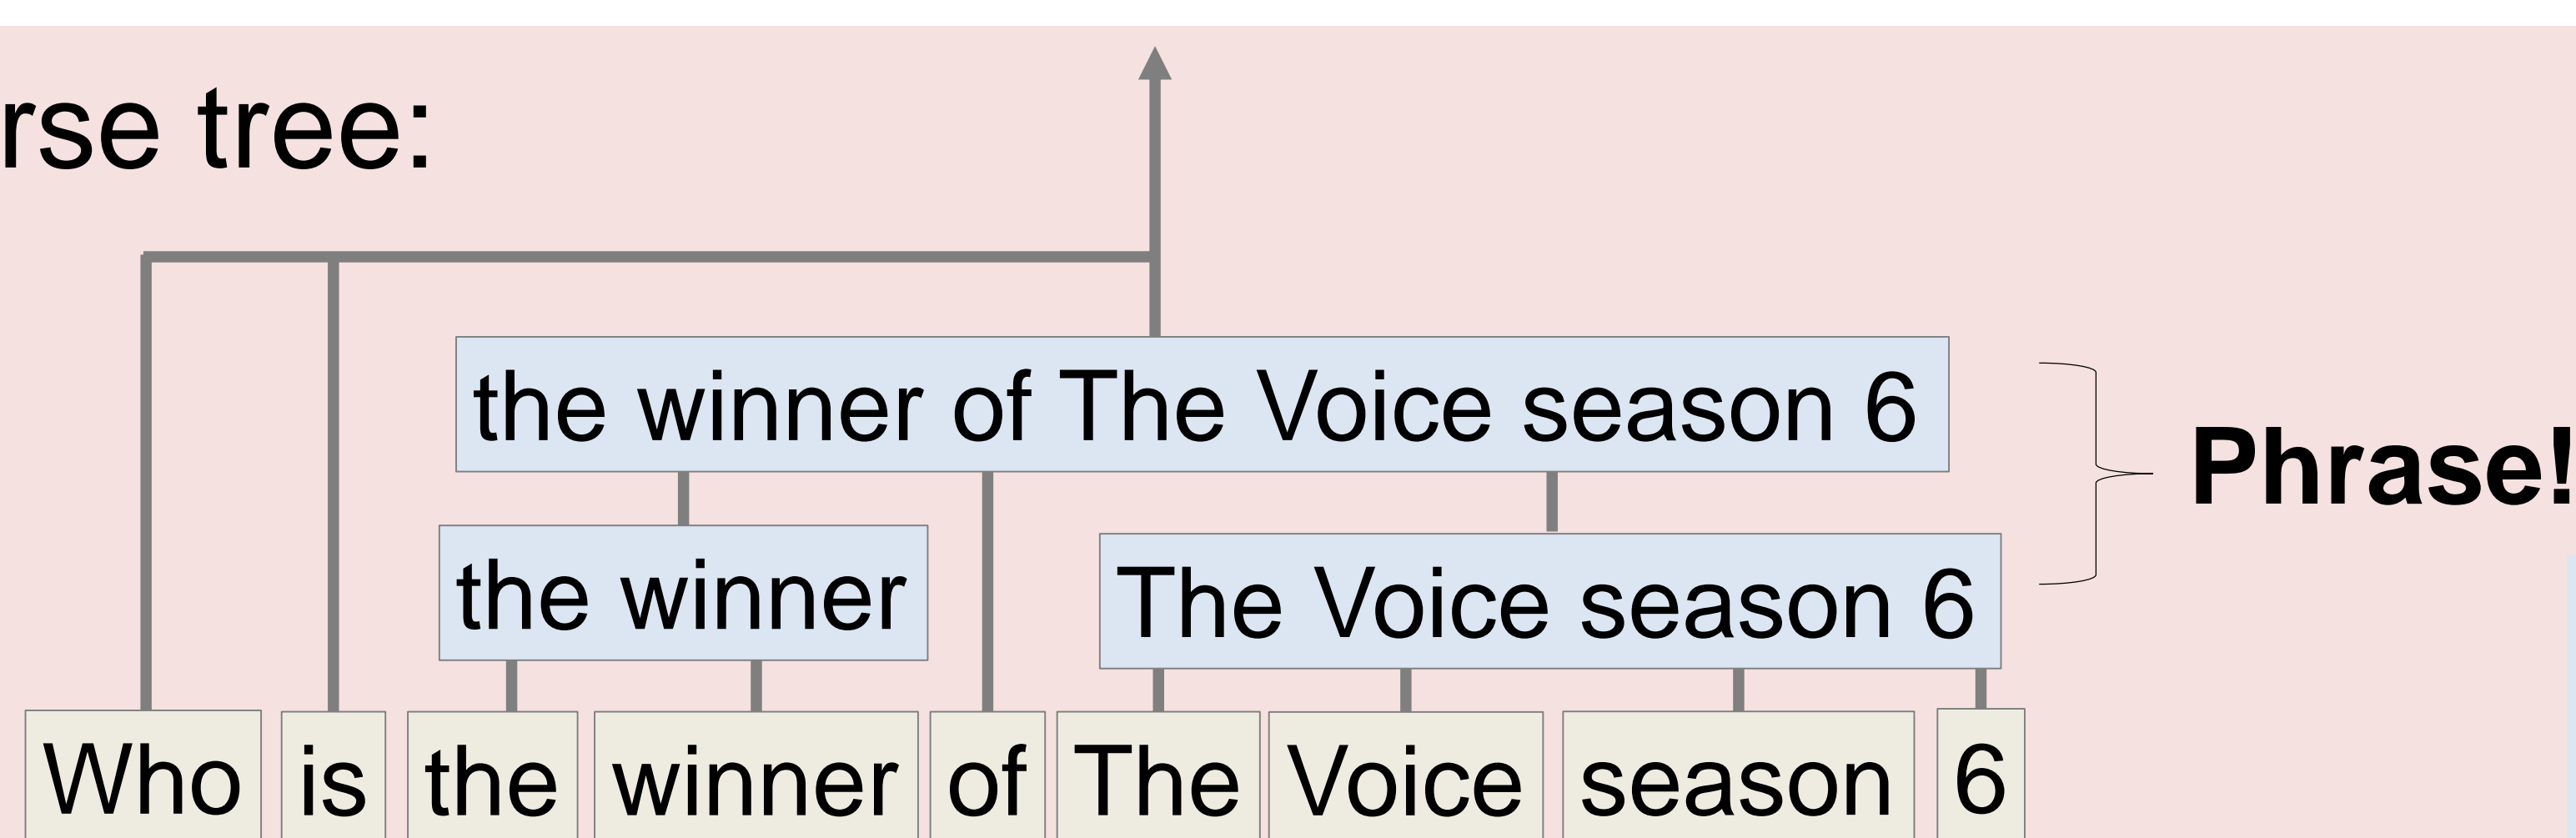 rse tree:
the winner of The Voice season 6
Phrase!
the winner
The Voice season 6
Who is the winner of The Voice season 6